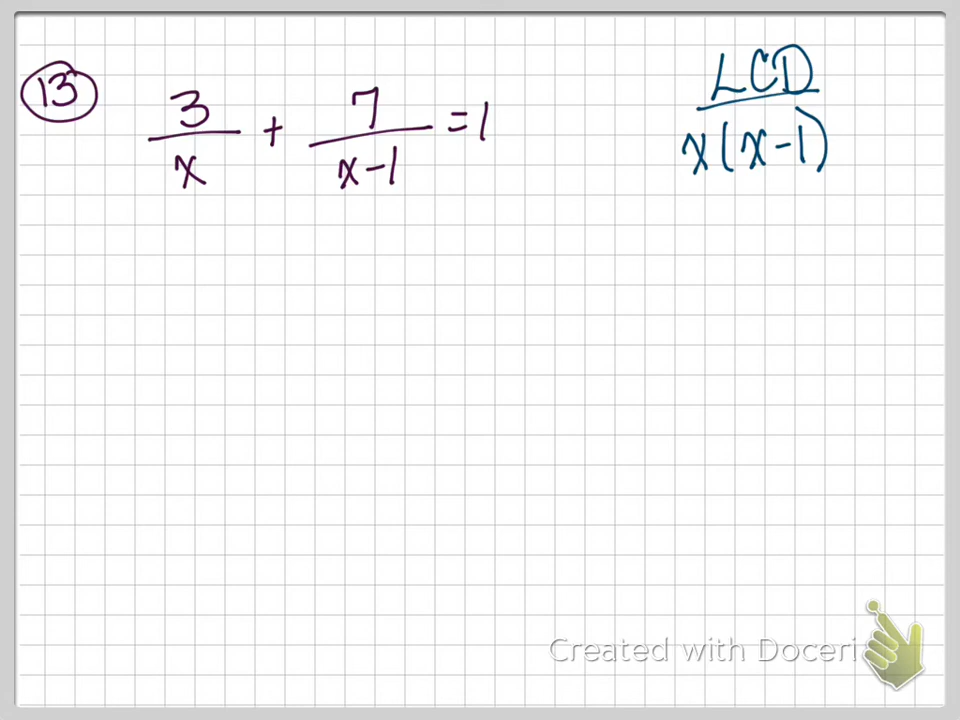 13
3/x + 7/(x-1) = 1
LCD
x(x-1)
Created with Doceri